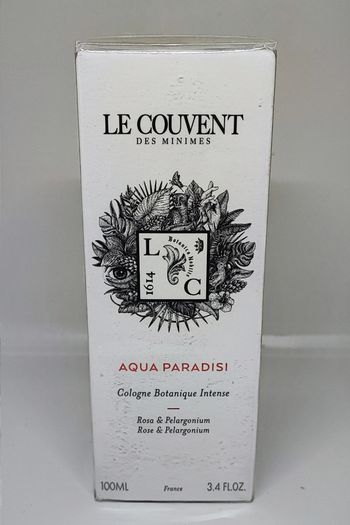 LE COUVENT
DES MINIMES
L
Botanica Nobilis
1614
C
AQUA PARADISI
Cologne Botanique Intense
Rosa & Pelargonium
Rose & Pelargonium
100ML France 3.4 FL.OZ.